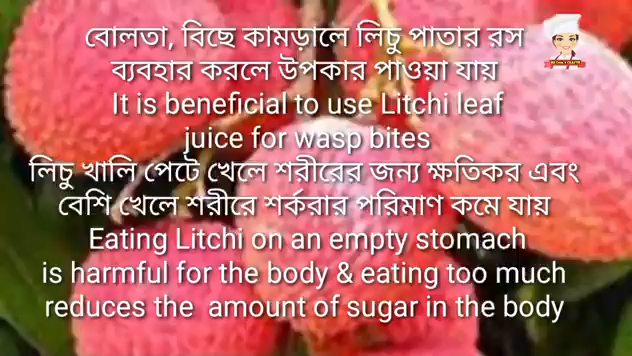 বোলতা, বিছে কামড়ালে লিচু পাতার রস
ব্যবহার করলে উপকার পাওয়া যায়
It is beneficial to use Litchi leaf
juice for wasp bites
লিচু খালি পেটে খেলে শরীরের জন্য ক্ষতিকর এবং
বেশি খেলে শরীরে শর্করার পরিমাণ কমে যায়
Eating Litchi on an empty stomach
is harmful for the body & eating too much
reduces the amount of sugar in the body